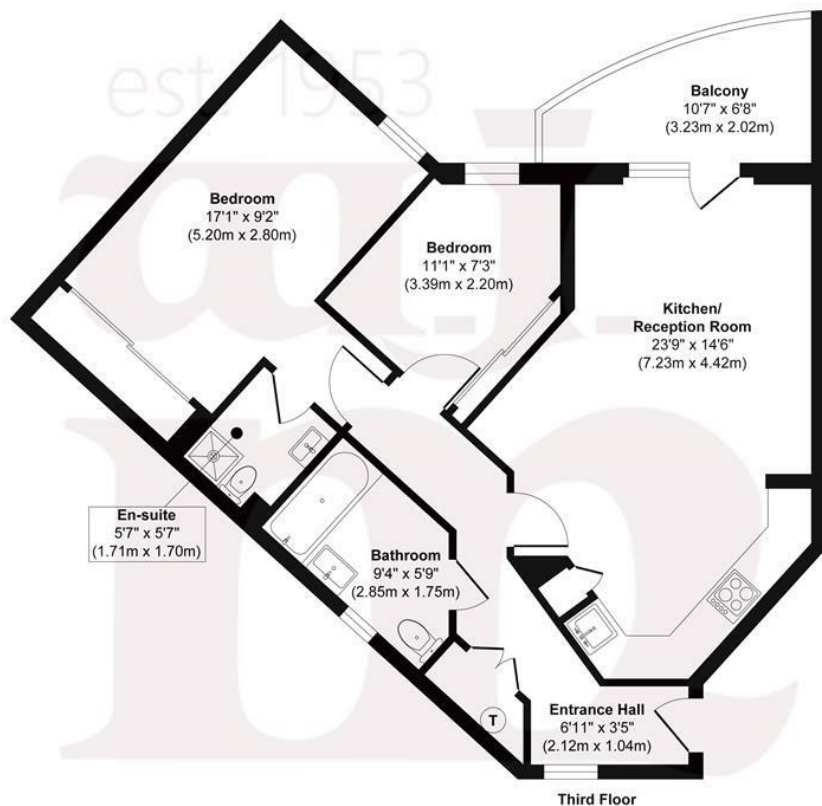 est. 1953
Balcony
10'7" x 6'8"
(3.23m x 2.02m)
Bedroom
17'1" x 9'2"
(5.20m x 2.80m)
Bedroom
11'1" x 7'3"
(3.39m x 2.20m)
Kitchen/
Reception Room
23'9" x 14'6"
(7.23m x 4.42m)
En-suite
5'7" x 5'7"
(1.71m x 1.70m)
Bathroom
9'4" x 5'9"
(2.85m x 1.75m)
T
Entrance Hall
6'11" x 3'5"
(2.12m x 1.04m)
Third Floor